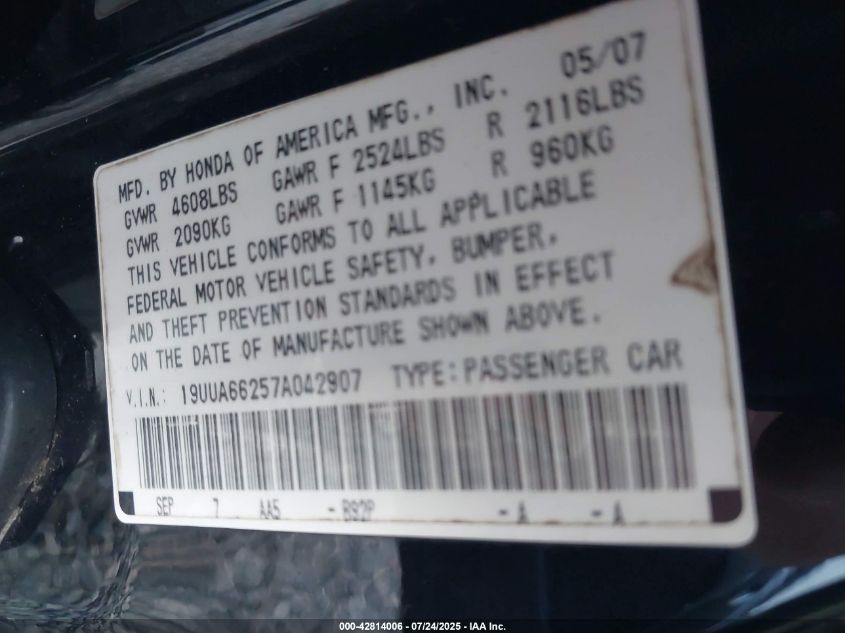 MFD. BY HONDA OF AMERICA MFG., INC. 05/07
GVWR 4608LBS GAWR F 2524LBS R 2116LBS
GVWR 2090KG GAWR F 1145KG R 960KG
THIS VEHICLE CONFORMS TO ALL APPLICABLE
FEDERAL MOTOR VEHICLE SAFETY, BUMPER,
AND THEFT PREVENTION STANDARDS IN EFFECT
ON THE DATE OF MANUFACTURE SHOWN ABOVE.
V.I.N.: 19UUA66257A042907 TYPE:PASSENGER CAR
SEP 7 AA5 - B92P - A - A
000-42814006 - 07/24/2025 - IAA Inc.